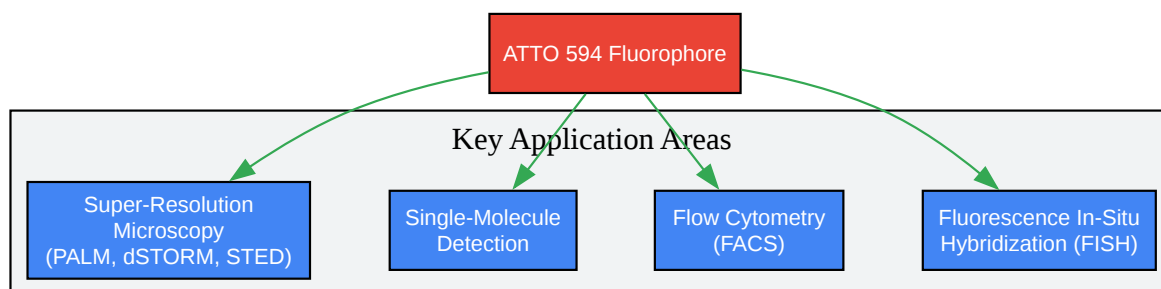 ATTO 594 Fluorophore
Key Application Areas
Super-Resolution
Microscopy
(PALM, dSTORM, STED)
Single-Molecule
Detection
Flow Cytometry
(FACS)
Fluorescence In-Situ
Hybridization (FISH)